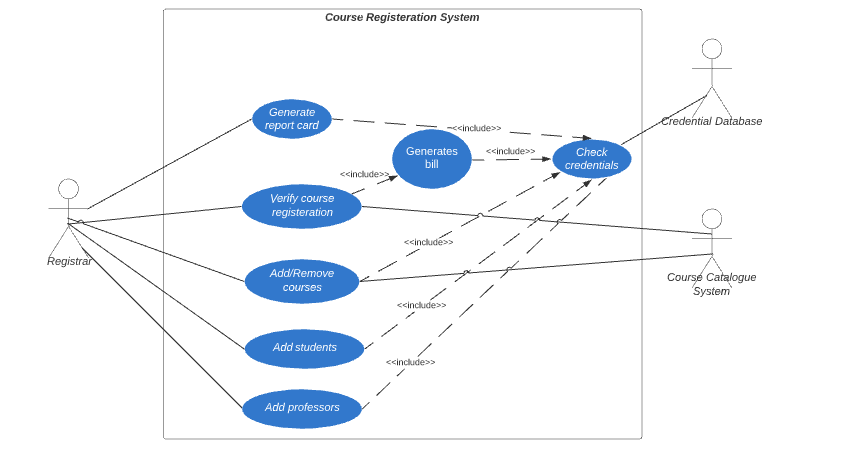 Course Registeration System
Credential Database
Generate
report card
<<include>>
Generates
bill
<<include>>
Check
credentials
<<include>>
Verify course
registeration
<<include>>
Registrar
Add/Remove
courses
Course Catalogue
System
<<include>>
Add students
<<include>>
Add professors